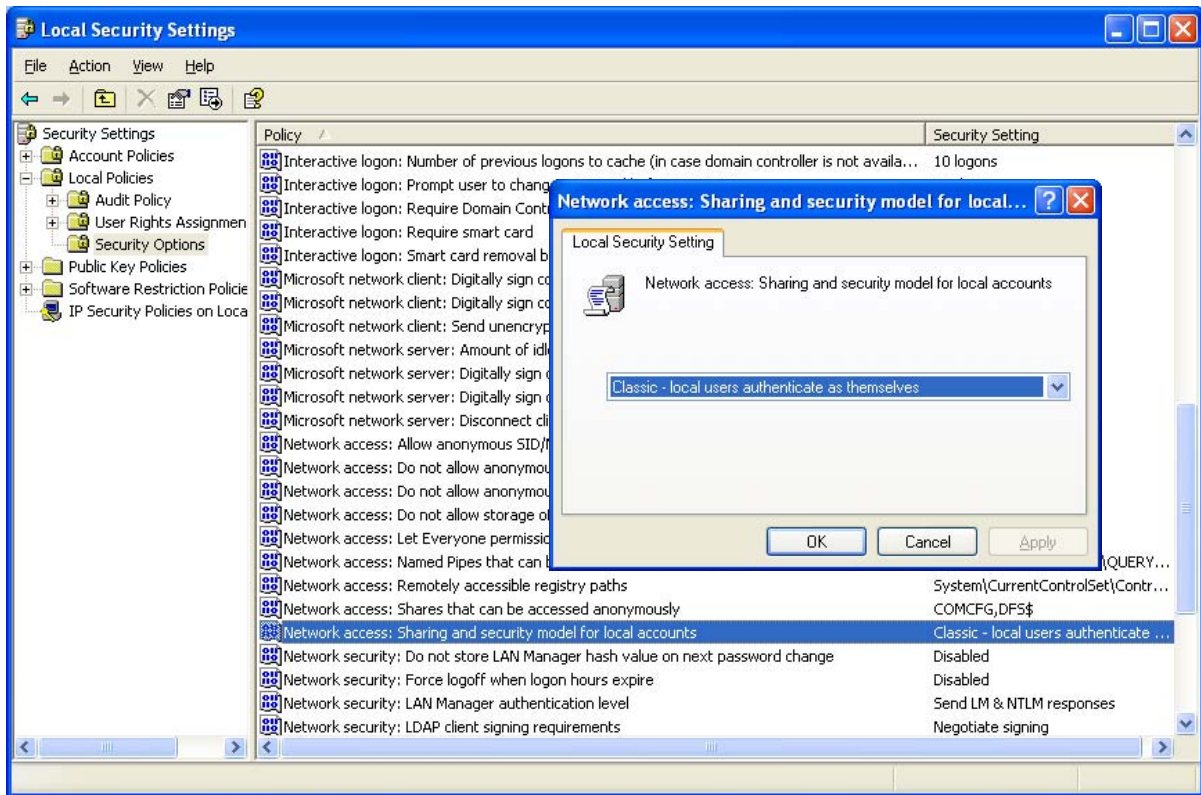 Local Security Settings
File Action View Help
Security Settings
Account Policies
Local Policies
Audit Policy
User Rights Assignmen
Security Options
Public Key Policies
Software Restriction Policie
IP Security Policies on Loca
Policy Security Setting
Interactive logon: Number of previous logons to cache (in case domain controller is not availa... 10 logons
Interactive logon: Prompt user to chang
Interactive logon: Require Domain Cont
Interactive logon: Require smart card
Interactive logon: Smart card removal b
Microsoft network client: Digitally sign co
Microsoft network client: Digitally sign co
Microsoft network client: Send unencryp
Microsoft network server: Amount of idl
Microsoft network server: Digitally sign
Microsoft network server: Digitally sign
Microsoft network server: Disconnect cli
Network access: Allow anonymous SID/
Network access: Do not allow anonymou
Network access: Do not allow anonymou
Network access: Do not allow storage of
Network access: Let Everyone permissio
Network access: Named Pipes that can b \QUERY...
Network access: Remotely accessible registry paths System\CurrentControlSet\Contr...
Network access: Shares that can be accessed anonymously COMCFG,DFS$
Network access: Sharing and security model for local accounts Classic - local users authenticate ...
Network security: Do not store LAN Manager hash value on next password change Disabled
Network security: Force logoff when logon hours expire Disabled
Network security: LAN Manager authentication level Send LM & NTLM responses
Network security: LDAP client signing requirements Negotiate signing
Network access: Sharing and security model for local...
Local Security Setting
Network access: Sharing and security model for local accounts
Classic - local users authenticate as themselves
OK Cancel Apply